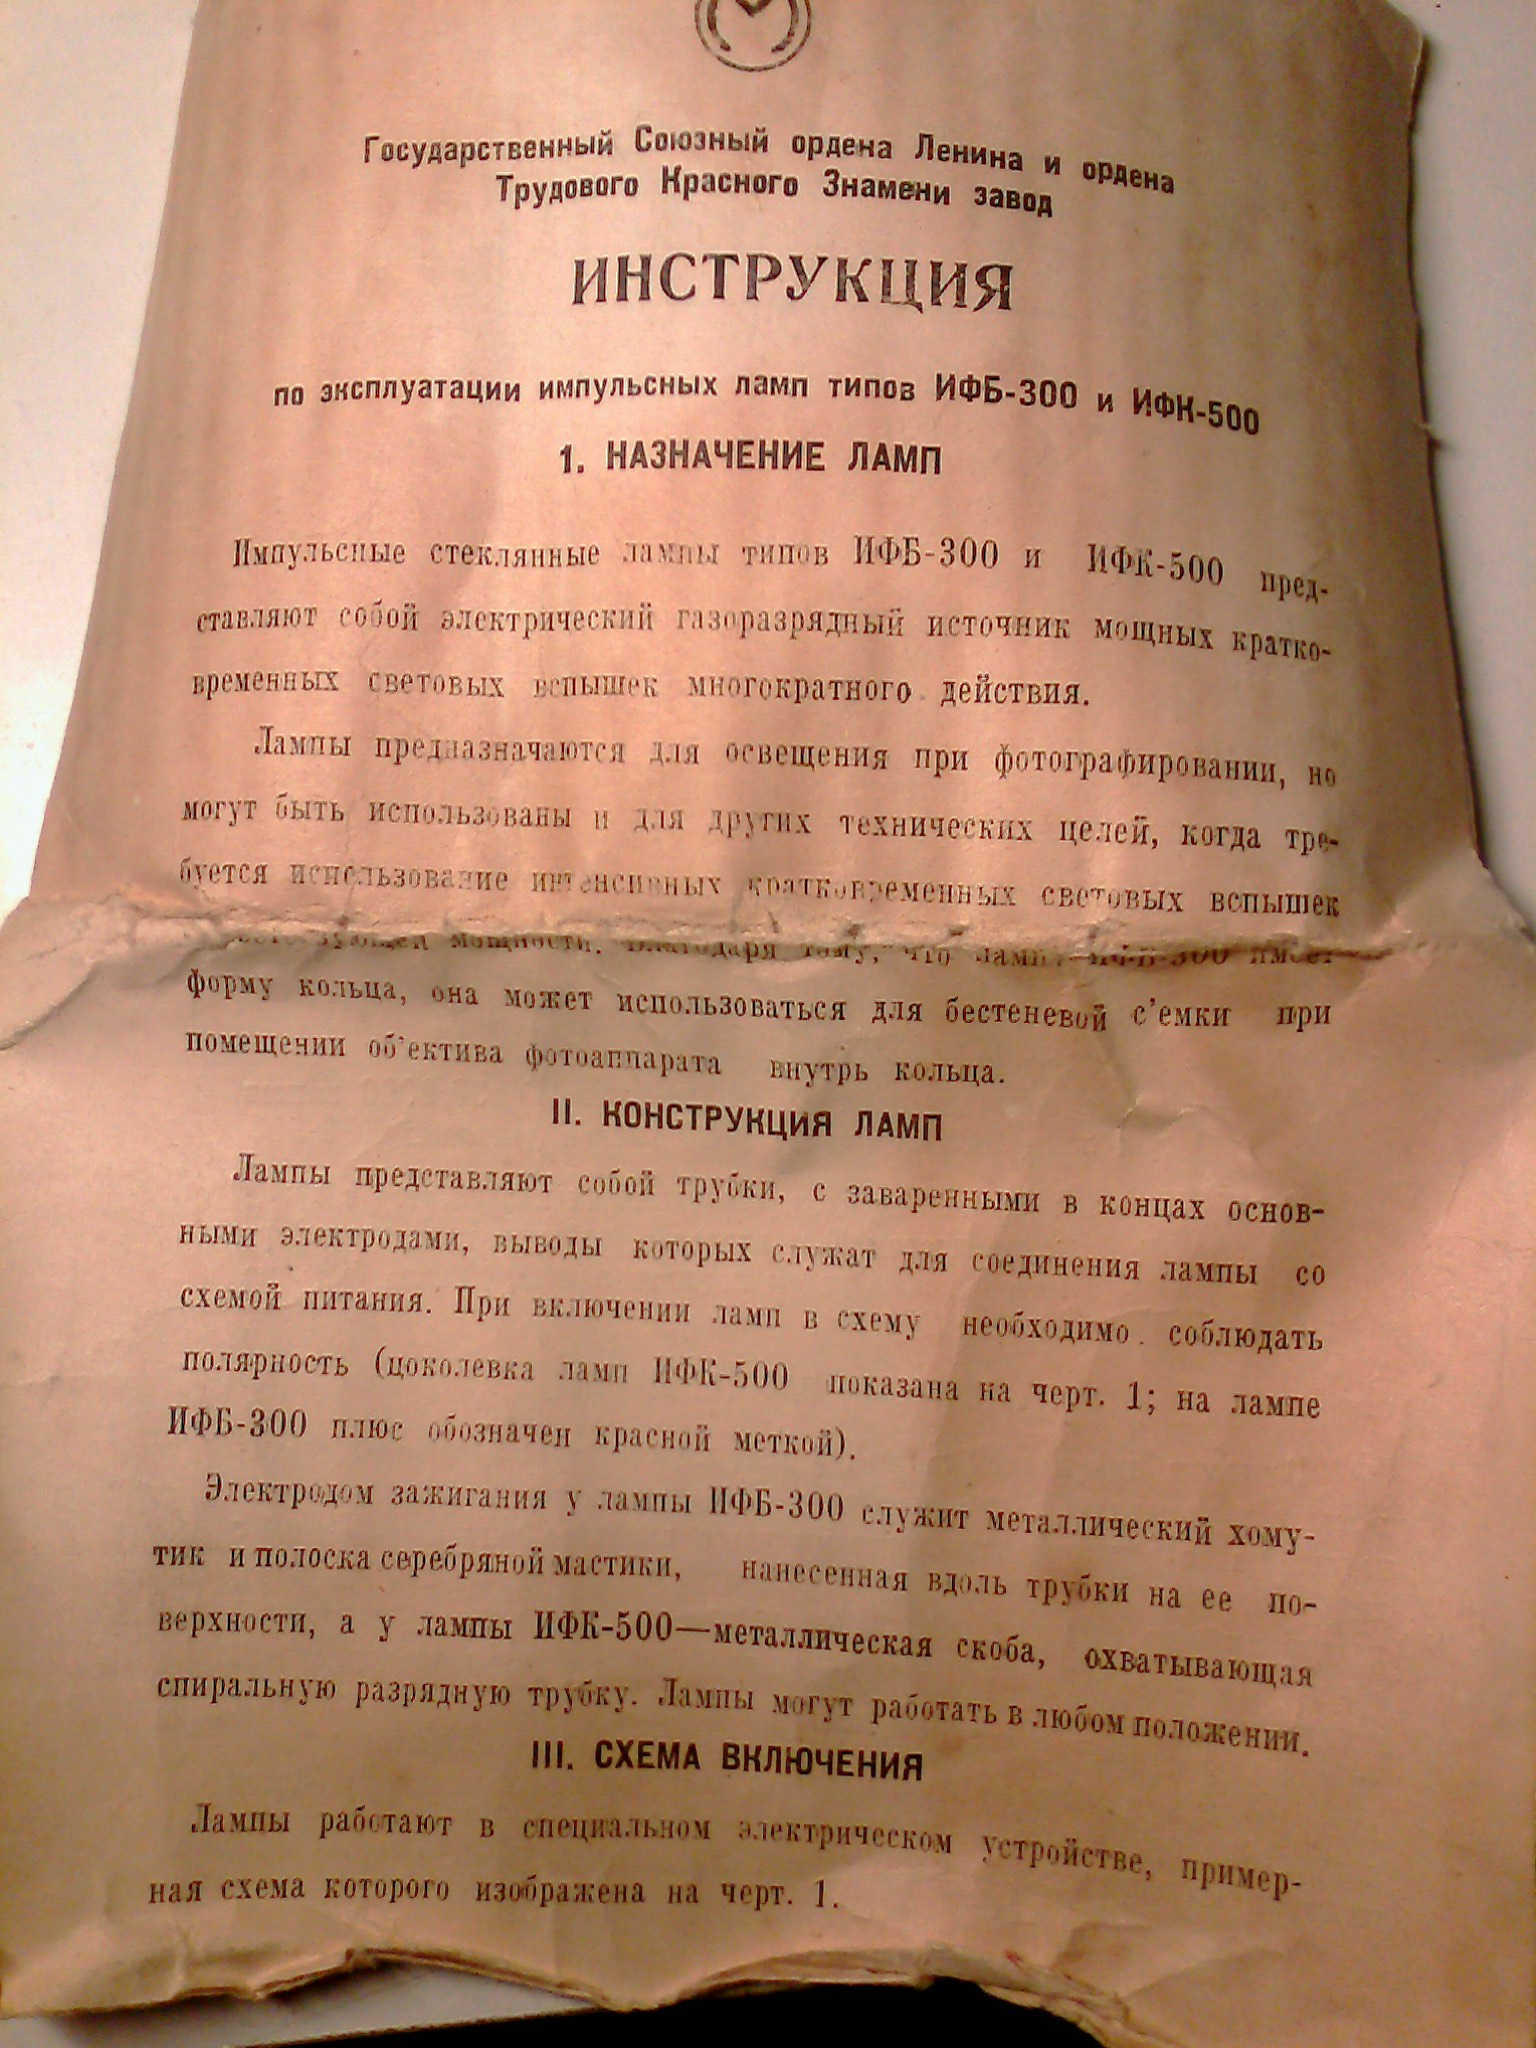 Государственный Союзный ордена Ленина и ордена
Трудового Красного Знамени завод
ИНСТРУКЦИЯ
по эксплуатации импульсных ламп типов ИФБ-300 и ИФК-500
1. НАЗНАЧЕНИЕ ЛАМП
Импульсные стеклянные лампы типов ИФБ-300 и ИФК-500 пред-
ставляют собой электрический газоразрядный источник мощных кратко-
временных световых вспышек многократного действия.
Лампы предназначаются для освещения при фотографировании, но
могут быть использованы и для других технических целей, когда тре-
буется использование интенсивных кратковременных световых вспышек
мощности. Благодаря тому, что имеет
форму кольца, она может использоваться для бестеневой с’емки при
помещении об’ектива фотоаппарата внутрь кольца.
II. КОНСТРУКЦИЯ ЛАМП
Лампы представляют собой трубки, с заваренными в концах основ-
ными электродами, выводы которых служат для соединения лампы со
схемой питания. При включении ламп в схему необходимо соблюдать
полярность (цоколевка ламп ИФК-500 показана на черт. 1; на лампе
ИФБ-300 плюс обозначен красной меткой).
Электродом зажигания у лампы ИФБ-300 служит металлический хому-
тик и полоска серебряной мастики, нанесенная вдоль трубки на ее по-
верхности, а у лампы ИФК-500—металлическая скоба, охватывающая
спиральную разрядную трубку. Лампы могут работать в любом положении.
III. СХЕМА ВКЛЮЧЕНИЯ
Лампы работают в специальном электрическом устройстве, пример-
ная схема которого изображена на черт. 1.